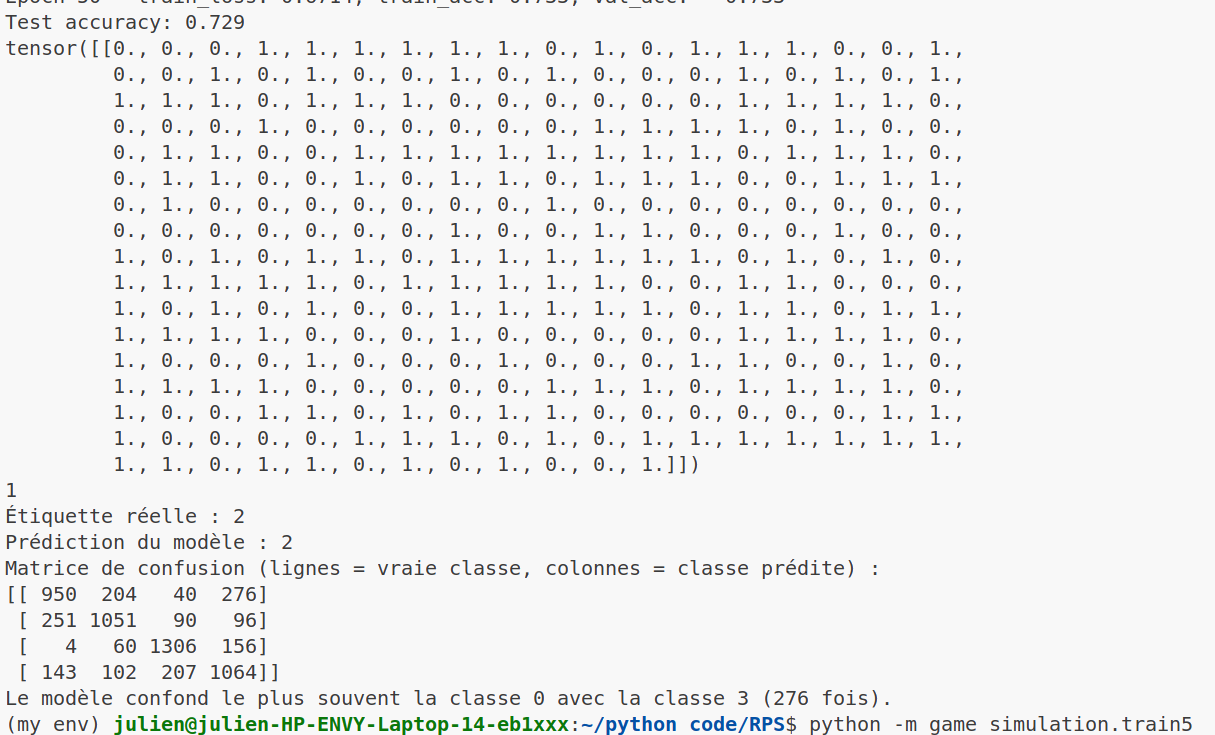 Epoch 50 - train_loss: 0.6714, train_acc: 0.735, val_acc: 0.735
Test accuracy: 0.729
tensor([[0., 0., 0., 1., 1., 1., 1., 1., 1., 0., 1., 0., 1., 1., 1., 0., 0., 1.,
0., 0., 1., 0., 1., 0., 0., 1., 0., 1., 0., 0., 0., 1., 0., 1., 0., 1.,
1., 1., 1., 0., 1., 1., 1., 0., 0., 0., 0., 0., 0., 1., 1., 1., 1., 0.,
0., 0., 0., 1., 0., 0., 0., 0., 0., 0., 1., 1., 1., 1., 0., 1., 0., 0.,
0., 1., 1., 0., 0., 1., 1., 1., 1., 1., 1., 1., 1., 0., 1., 1., 1., 0.,
0., 1., 1., 0., 0., 1., 0., 1., 1., 0., 1., 1., 1., 0., 0., 1., 1., 1.,
0., 1., 0., 0., 0., 0., 0., 0., 0., 1., 0., 0., 0., 0., 0., 0., 0., 0.,
0., 0., 0., 0., 0., 0., 0., 1., 0., 0., 1., 1., 0., 0., 0., 1., 0., 0.,
1., 0., 1., 0., 1., 1., 0., 1., 1., 1., 1., 1., 1., 0., 1., 0., 1., 0.,
1., 1., 1., 1., 1., 0., 1., 1., 1., 1., 1., 0., 0., 1., 1., 0., 0., 0.,
1., 0., 1., 0., 1., 0., 0., 1., 1., 1., 1., 1., 0., 1., 1., 0., 1., 1.,
1., 1., 1., 1., 0., 0., 0., 1., 0., 0., 0., 0., 0., 1., 1., 1., 1., 0.,
1., 0., 0., 0., 1., 0., 0., 0., 1., 0., 0., 0., 1., 1., 0., 0., 1., 0.,
1., 1., 1., 1., 0., 0., 0., 0., 0., 1., 1., 1., 0., 1., 1., 1., 1., 0.,
1., 0., 0., 1., 1., 0., 1., 0., 1., 1., 0., 0., 0., 0., 0., 0., 1., 1.,
1., 0., 0., 0., 0., 1., 1., 1., 0., 1., 0., 1., 1., 1., 1., 1., 1., 1.,
1., 1., 0., 1., 1., 0., 1., 0., 1., 0., 0., 1.]])
1
Étiquette réelle : 2
Prédiction du modèle : 2
Matrice de confusion (lignes = vraie classe, colonnes = classe prédite) :
[[ 950 204 40 276]
[ 251 1051 90 96]
[ 4 60 1306 156]
[ 143 102 207 1064]]
Le modèle confond le plus souvent la classe 0 avec la classe 3 (276 fois).
(my env) julien@julien-HP-ENVY-Laptop-14-eb1xxx:~/python code/RPS$ python -m game simulation.train5